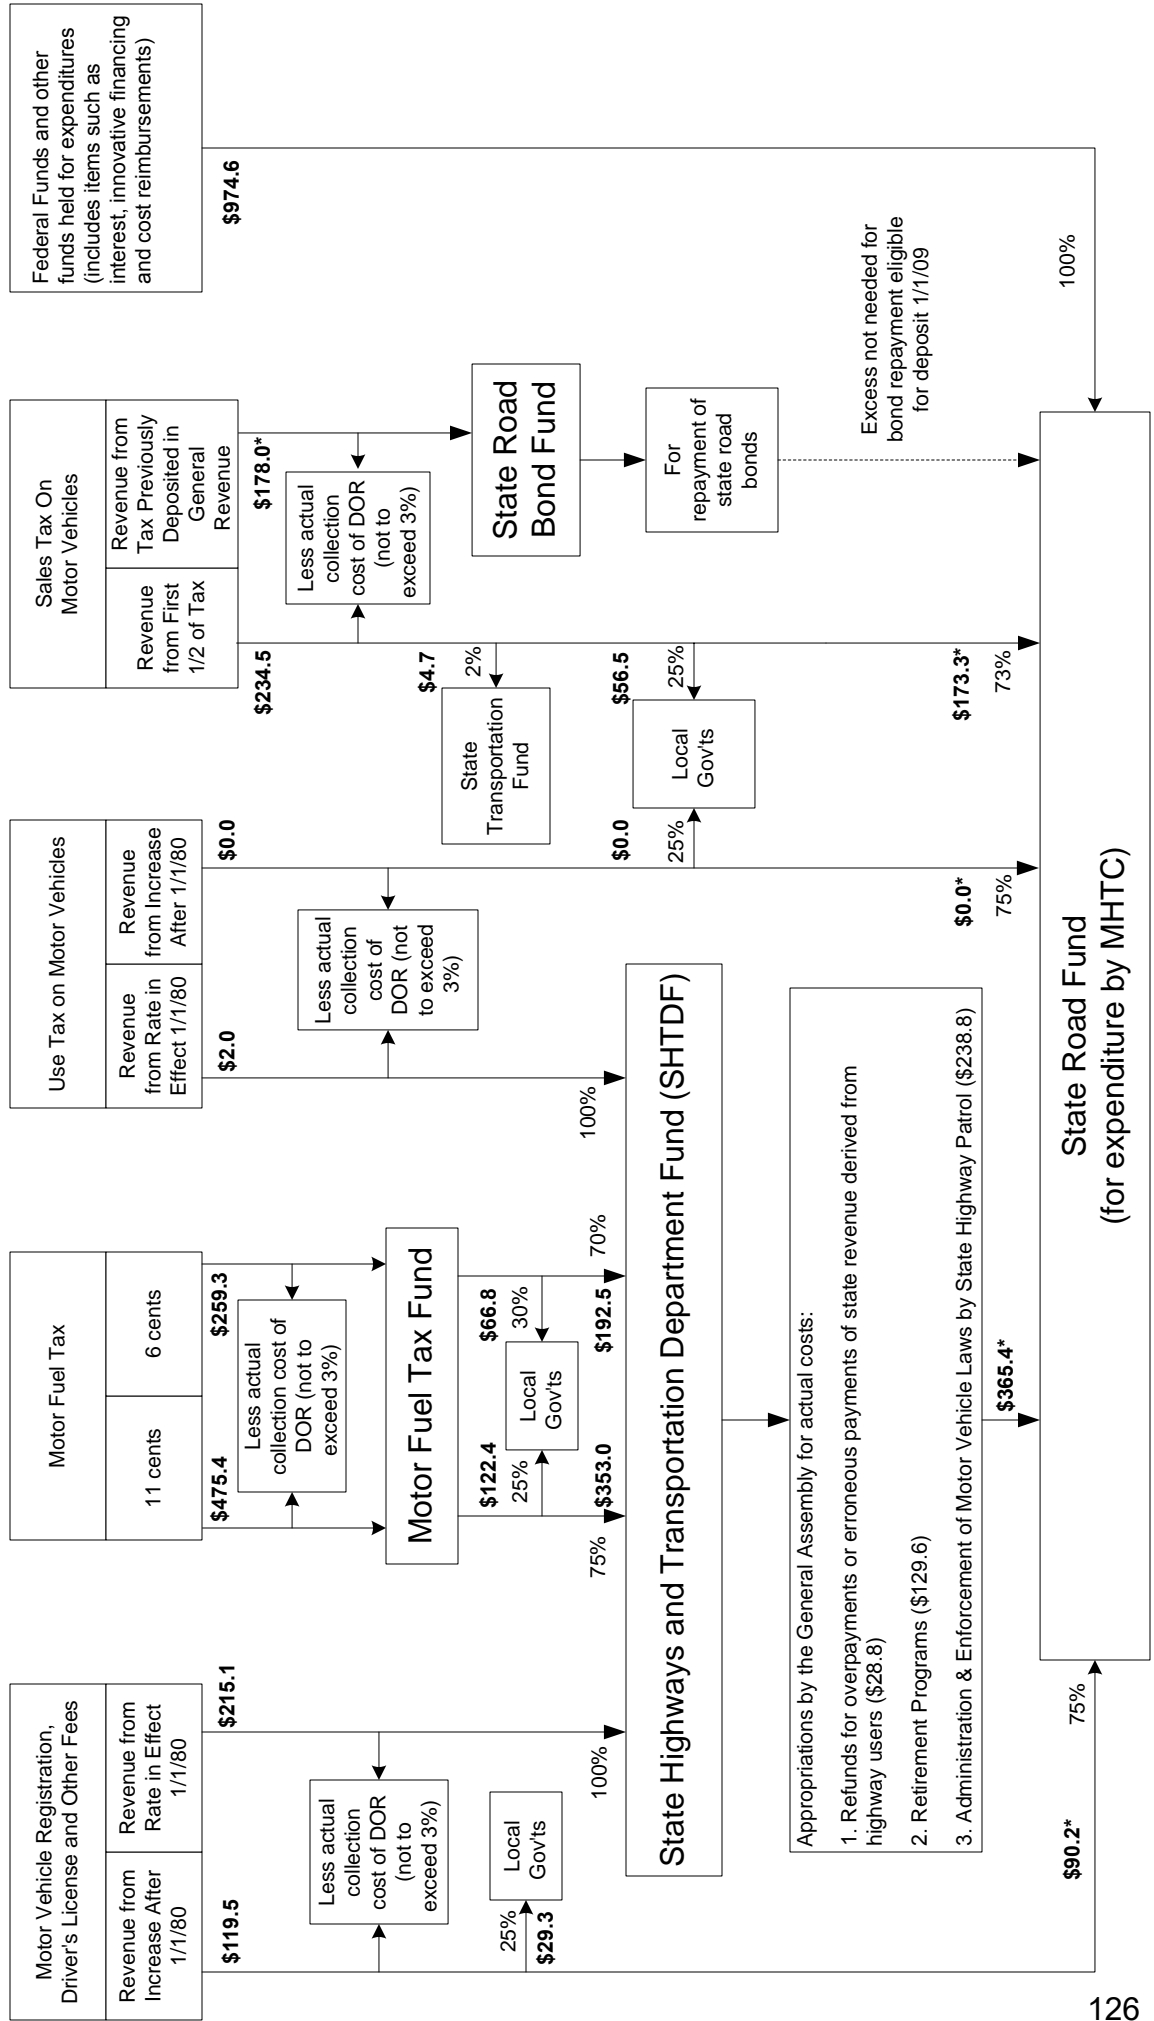 Motor Vehicle Registration,
Driver's License and Other Fees
Revenue from
Increase After
1/1/80
Revenue from
Rate in Effect
1/1/80
$119.5
$215.1
Less actual
collection
cost of DOR
(not to
exceed 3%)
25%
$29.3
Local
Gov'ts
100%
$90.2*
75%
Motor Fuel Tax
11 cents
6 cents
$475.4
$259.3
Less actual
collection cost of
DOR (not to
exceed 3%)
Motor Fuel Tax Fund
$122.4
25%
Local
Gov'ts
$66.8
30%
75%
$353.0
$192.5
70%
Use Tax on Motor Vehicles
Revenue
from Rate in
Effect 1/1/80
Revenue
from Increase
After 1/1/80
$2.0
$0.0
Less actual
collection
cost of
DOR (not
to exceed
3%)
100%
$0.0
25%
$0.0*
75%
State Highways and Transportation Department Fund (SHTDF)
Appropriations by the General Assembly for actual costs:
1. Refunds for overpayments or erroneous payments of state revenue derived from
highway users ($28.8)
2. Retirement Programs ($129.6)
3. Administration & Enforcement of Motor Vehicle Laws by State Highway Patrol ($238.8)
$365.4*
Sales Tax On
Motor Vehicles
Revenue
from First
1/2 of Tax
Revenue from
Tax Previously
Deposited in
General
Revenue
$234.5
$178.0*
Less actual
collection
cost of DOR
(not to
exceed 3%)
$4.7
2%
State
Transportation
Fund
$56.5
25%
Local
Gov'ts
$173.3*
73%
State Road
Bond Fund
For
repayment of
state road
bonds
Excess not needed for
bond repayment eligible
for deposit 1/1/09
Federal Funds and other
funds held for expenditures
(includes items such as
interest, innovative financing
and cost reimbursements)
$974.6
100%
State Road Fund
(for expenditure by MHTC)
126